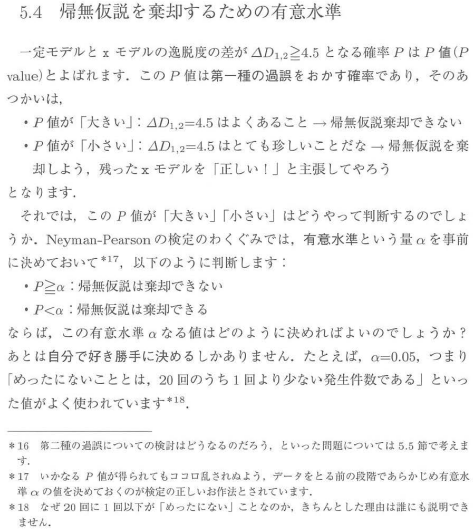 5.4 帰無仮説を棄却するための有意水準
一定モデルと x モデルの逸脱度の差が ΔD1,2≧4.5 となる確率 P は P 値(P
value)とよばれます．この P 値は第一種の過誤をおかす確率であり，そのあ
つかいは，
・P 値が「大きい」：ΔD1,2=4.5 はよくあること → 帰無仮説棄却できない
・P 値が「小さい」：ΔD1,2=4.5 はとても珍しいことだな → 帰無仮説を棄
却しよう，残った x モデルを「正しい！」と主張してやろう
となります．
それでは，この P 値が「大きい」「小さい」はどうやって判断するのでしょ
うか．Neyman-Pearson の検定のわくぐみでは，有意水準という量 α を事前
に決めておいて*17，以下のように判断します：
・P≧α：帰無仮説は棄却できない
・P<α：帰無仮説は棄却できる
ならば，この有意水準 α なる値はどのように決めればよいのでしょうか？
あとは自分で好き勝手に決めるしかありません．たとえば，α=0.05，つまり
「めったにないこととは，20 回のうち 1 回より少ない発生件数である」といっ
た値がよく使われています*18．
*16 第二種の過誤についての検討はどうなるのだろう，といった問題については 5.5 節で考えま
す．
*17 いかなる P 値が得られてもココロ乱されぬよう，データをとる前の段階であらかじめ有意水
準 α の値を決めておくのが検定の正しいお作法とされています．
*18 なぜ 20 回に 1 回以下が「めったにない」ことなのか，きちんとした理由は誰にも説明でき
ません．